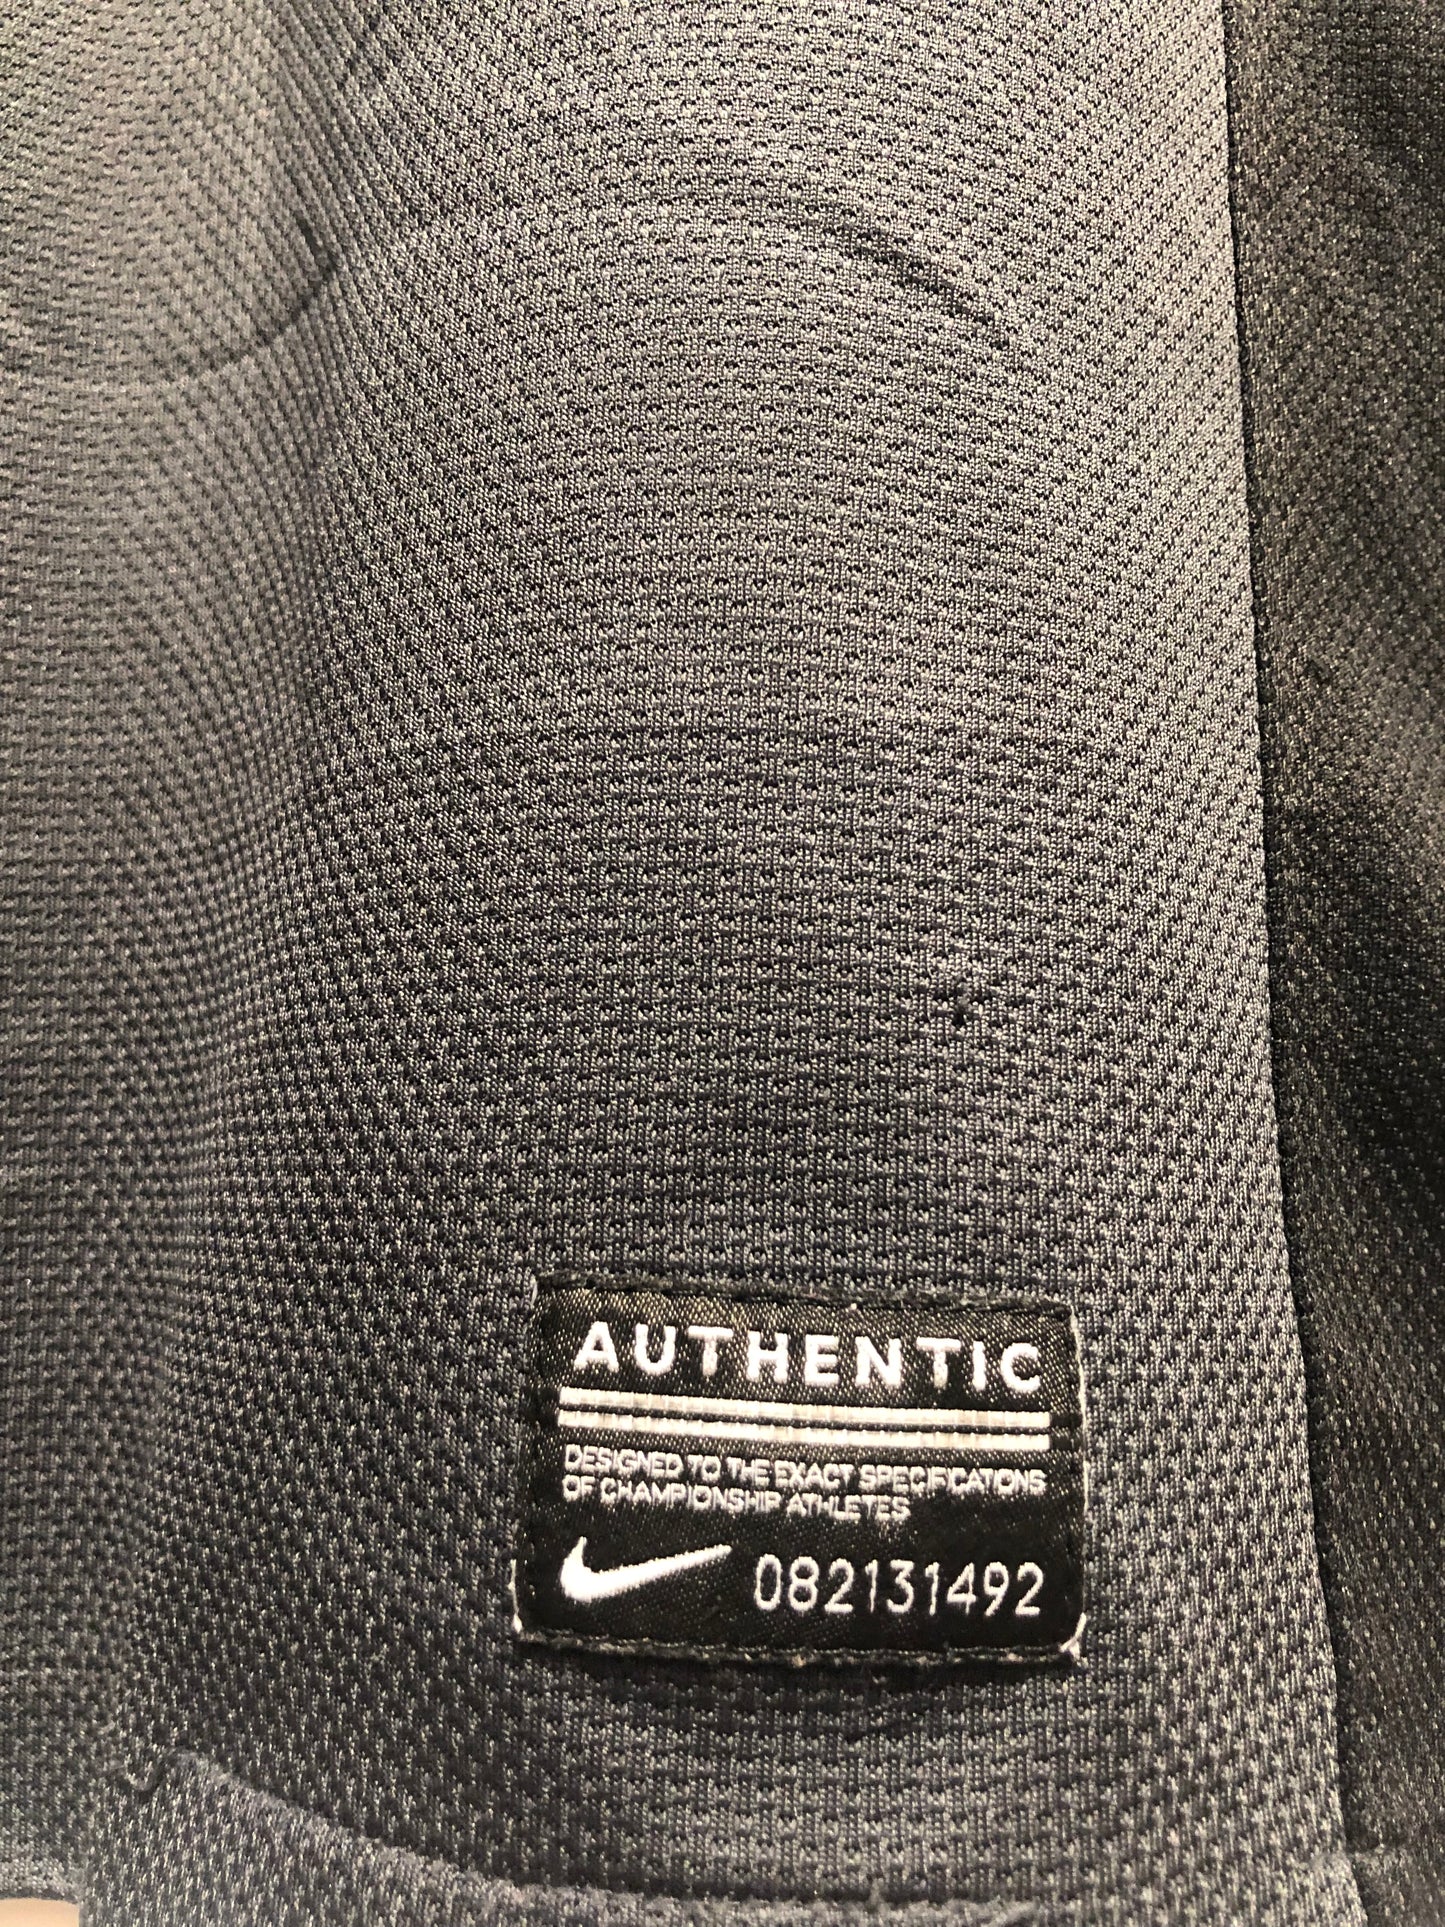 AUTHENTIC
DESIGNED TO THE EXACT SPECIFICATIONS
OF CHAMPIONSHIP ATHLETES
082131492